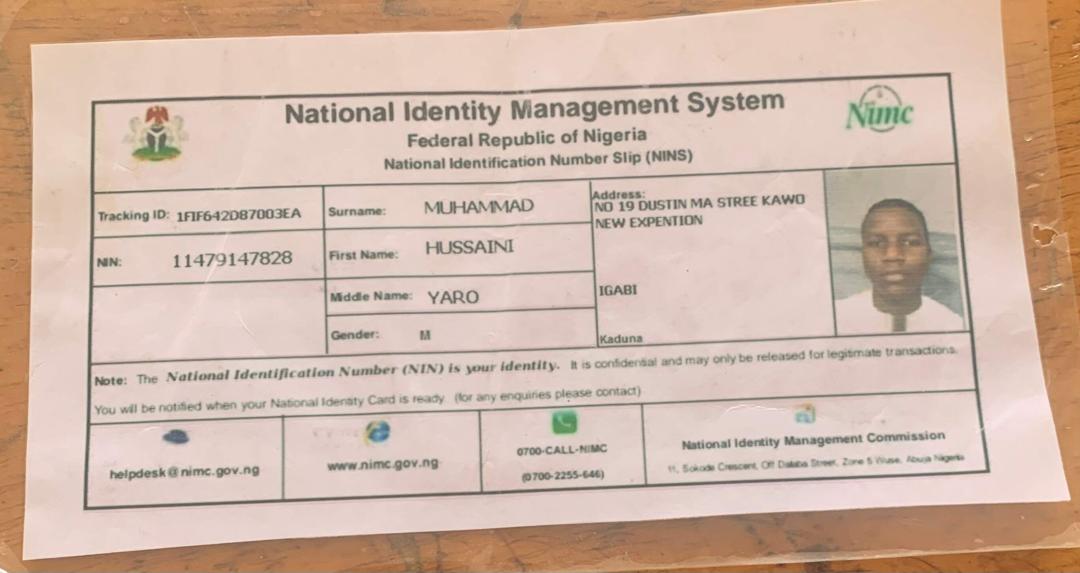 National Identity Management System
Federal Republic of Nigeria
National Identification Number Slip (NINS)
Nimc
Tracking ID: 1FIF642D87003EA
Surname: MUHAMMAD
Address:
NO 19 DUSTIN MA STREE KAWO
NEW EXPENTION
NIN: 11479147828
First Name: HUSSAINI
Middle Name: YARO
IGABI
Gender: M
Kaduna
Note: The National Identification Number (NIN) is your identity. It is confidential and may only be released for legitimate transactions.
You will be notified when your National Identity Card is ready (for any enquiries please contact)
helpdesk@nimc.gov.ng
www.nimc.gov.ng
0700-CALL-NIMC
(0700-2255-646)
National Identity Management Commission
11, Sokode Crescent, Off Dalaba Street, Zone 5 Wuse, Abuja Nigeria